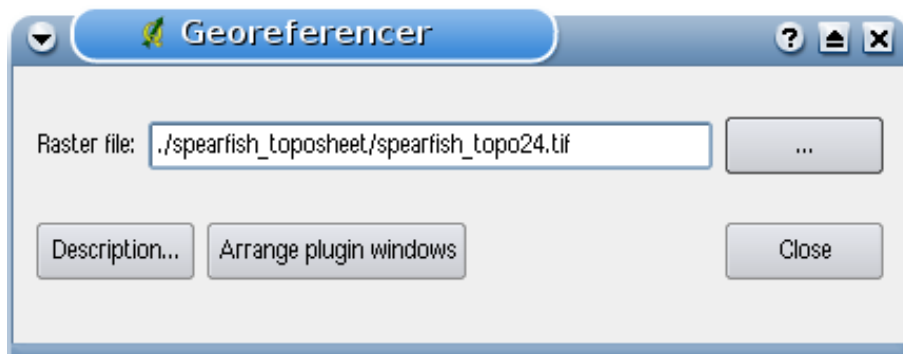 Georeferencer ?
Raster file: ./spearfish_toposheet/spearfish_topo24.tif ...
Description... Arrange plugin windows Close